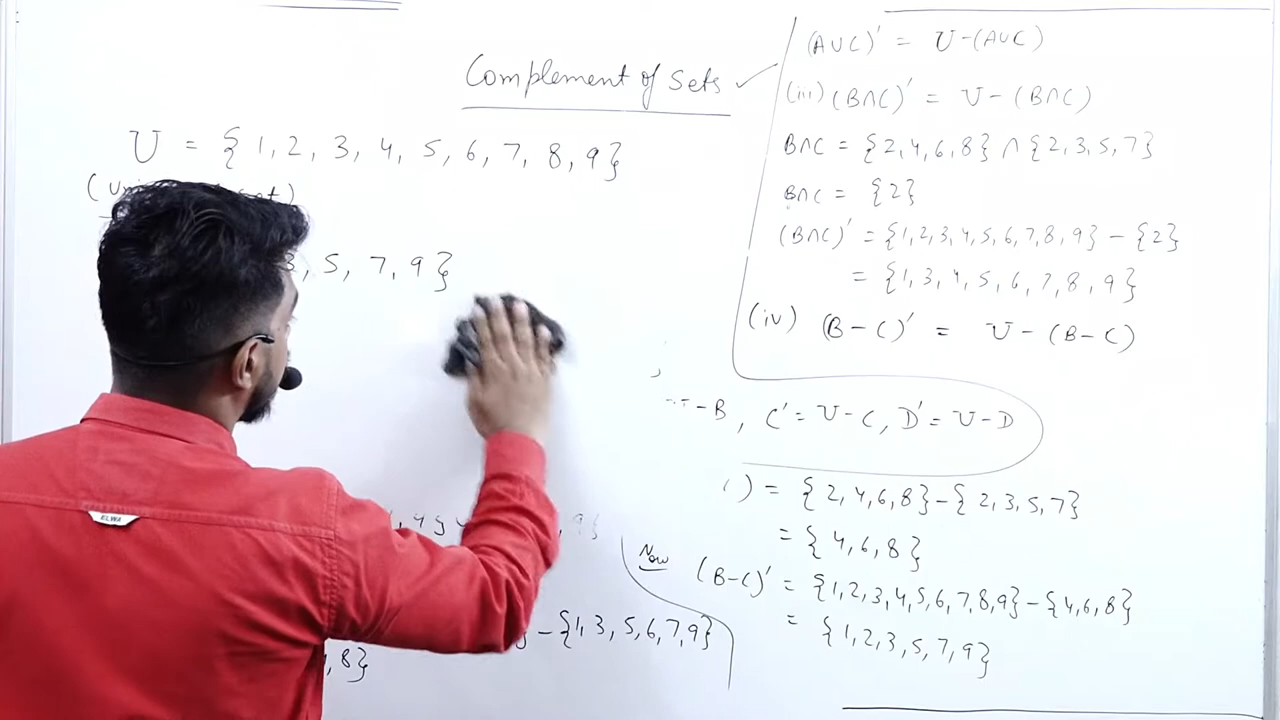 Complement of Sets ✓
U = {1, 2, 3, 4, 5, 6, 7, 8, 9}
3, 5, 7, 9}
, 9}
- {1, 3, 5, 6, 7, 9}
, 8}
(A∪C)' = U-(A∪C)
(iii) (B∩C)' = U-(B∩C)
B∩C = {2,4,6,8} ∩ {2,3,5,7}
B∩C = {2}
(B∩C)' = {1,2,3,4,5,6,7,8,9} - {2}
= {1, 3, 4, 5, 6, 7, 8, 9}
(iv) (B-C)' = U-(B-C)
-B, C' = U-C, D' = U-D
) = {2,4,6,8}-{2,3,5,7}
= {4,6,8}
Now (B-C)' = {1,2,3,4,5,6,7,8,9}-{4,6,8}
= {1,2,3,5,7,9}
ELWA